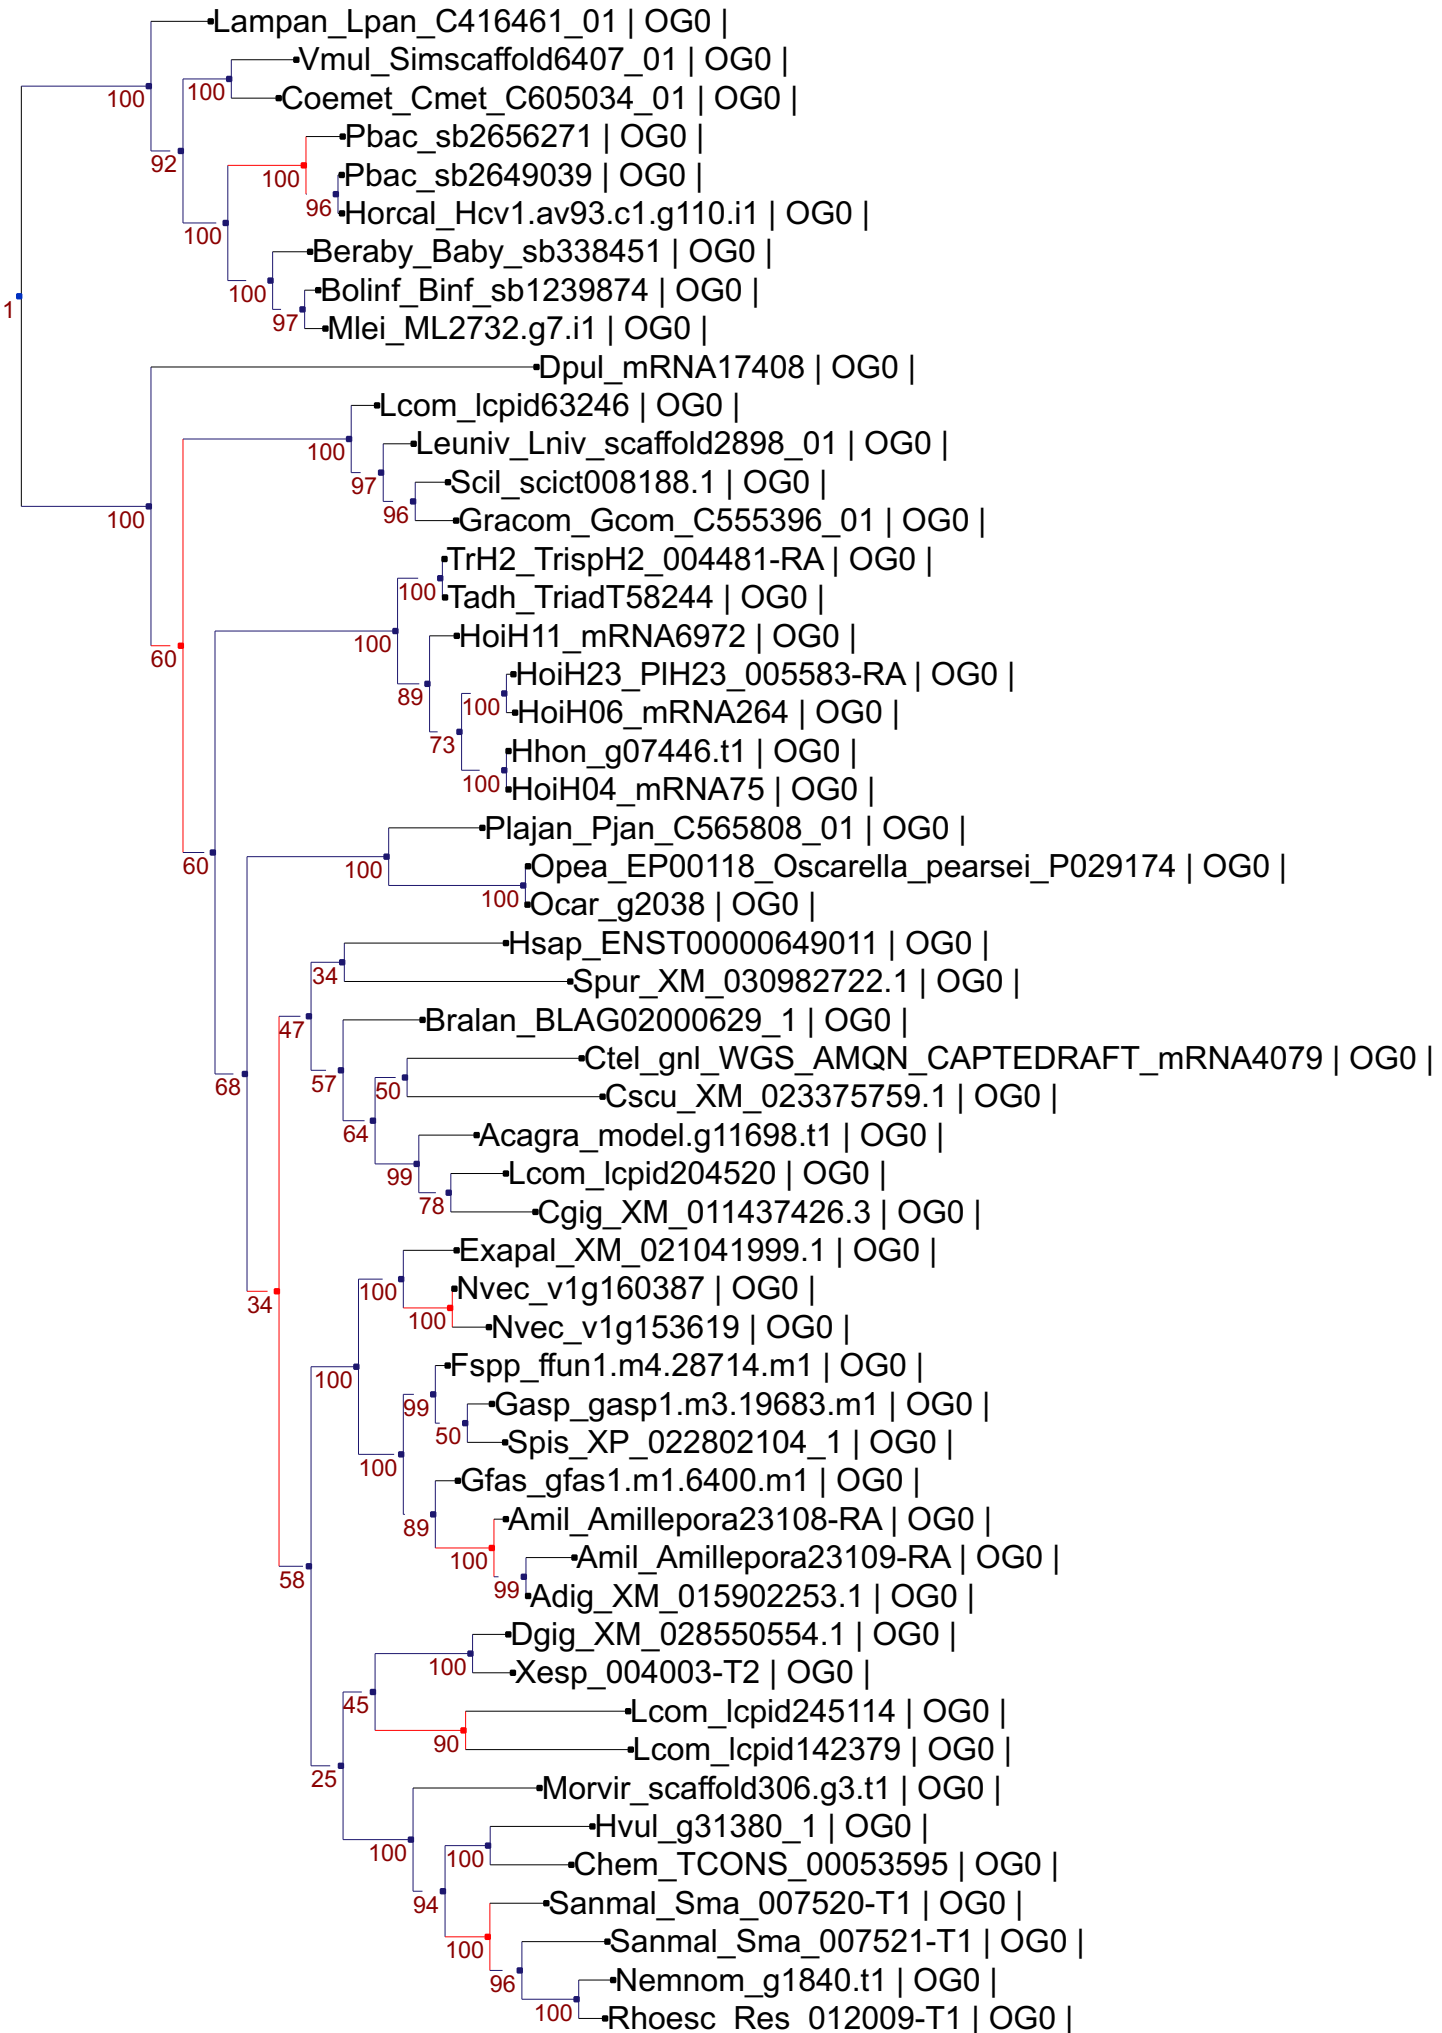 Lampan_Lpan_C416461_01 | OG0 |
Vmul_Simscaffold6407_01 | OG0 |
100
100
Coemet_Cmet_C605034_01 | OG0 |
Pbac_sb2656271 | OG0 |
92
100
Pbac_sb2649039 | OG0 |
96
Horcal_Hcv1.av93.c1.g110.i1 | OG0 |
100
Beraby_Baby_sb338451 | OG0 |
100
Bolinf_Binf_sb1239874 | OG0 |
1
97
Mlei_ML2732.g7.i1 | OG0 |
Dpul_mRNA17408 | OG0 |
Lcom_lcpid63246 | OG0 |
100
Leuniv_Lniv_scaffold2898_01 | OG0 |
97
Scil_scict008188.1 | OG0 |
100
96
Gracom_Gcom_C555396_01 | OG0 |
TrH2_TrispH2_004481-RA | OG0 |
100
Tadh_TriadT58244 | OG0 |
100
HoiH11_mRNA6972 | OG0 |
60
HoiH23_PlH23_005583-RA | OG0 |
89
100
HoiH06_mRNA264 | OG0 |
73
Hhon_g07446.t1 | OG0 |
100
HoiH04_mRNA75 | OG0 |
Plajan_Pjan_C565808_01 | OG0 |
60
100
Opea_EP00118_Oscarella_pearsei_P029174 | OG0 |
100
Ocar_g2038 | OG0 |
Hsap_ENST00000649011 | OG0 |
34
Spur_XM_030982722.1 | OG0 |
47
Bralan_BLAG02000629_1 | OG0 |
Ctel_gnl_WGS_AMQN_CAPTEDRAFT_mRNA4079 | OG0 |
68
57
50
Cscu_XM_023375759.1 | OG0 |
64
Acagra_model.g11698.t1 | OG0 |
99
Lcom_lcpid204520 | OG0 |
78
Cgig_XM_011437426.3 | OG0 |
Exapal_XM_021041999.1 | OG0 |
34
100
Nvec_v1g160387 | OG0 |
100
Nvec_v1g153619 | OG0 |
Fspp_ffun1.m4.28714.m1 | OG0 |
100
99
Gasp_gasp1.m3.19683.m1 | OG0 |
50
Spis_XP_022802104_1 | OG0 |
100
Gfas_gfas1.m1.6400.m1 | OG0 |
89
Amil_Amillepora23108-RA | OG0 |
100
Amil_Amillepora23109-RA | OG0 |
58
99
Adig_XM_015902253.1 | OG0 |
Dgig_XM_028550554.1 | OG0 |
100
Xesp_004003-T2 | OG0 |
45
Lcom_lcpid245114 | OG0 |
90
Lcom_lcpid142379 | OG0 |
25
Morvir_scaffold306.g3.t1 | OG0 |
Hvul_g31380_1 | OG0 |
100
100
Chem_TCONS_00053595 | OG0 |
94
Sanmal_Sma_007520-T1 | OG0 |
100
Sanmal_Sma_007521-T1 | OG0 |
96
Nemnom_g1840.t1 | OG0 |
100
Rhoesc_Res_012009-T1 | OG0 |